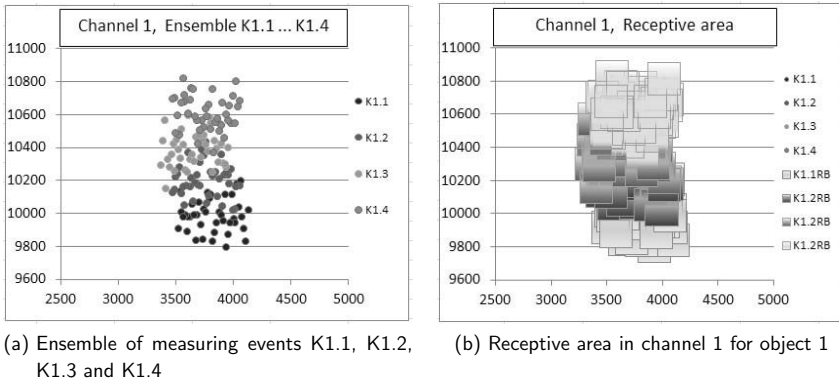 Channel 1, Ensemble K1.1 ... K1.4
11000
10800
10600
10400
10200
10000
9800
9600
2500 3000 3500 4000 4500 5000
K1.1
K1.2
K1.3
K1.4
(a) Ensemble of measuring events K1.1, K1.2,
K1.3 and K1.4
Channel 1, Receptive area
11000
10800
10600
10400
10200
10000
9800
9600
2500 3000 3500 4000 4500 5000
K1.1
K1.2
K1.3
K1.4
K1.1RB
K1.2RB
K1.2RB
K1.2RB
(b) Receptive area in channel 1 for object 1